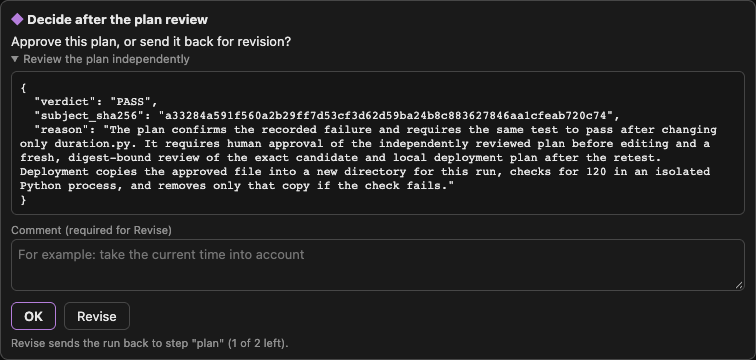 Decide after the plan review
Approve this plan, or send it back for revision?
▼ Review the plan independently
{
  "verdict": "PASS",
  "subject_sha256": "a33284a591f560a2b29ff7d53cf3d62d59ba24b8c883627846aa1cfeab720c74",
  "reason": "The plan confirms the recorded failure and requires the same test to pass after changing
only duration.py. It requires human approval of the independently reviewed plan before editing and a
fresh, digest-bound review of the exact candidate and local deployment plan after the retest.
Deployment copies the approved file into a new directory for this run, checks for 120 in an isolated
Python process, and removes only that copy if the check fails."
}
Comment (required for Revise)
For example: take the current time into account
OK
Revise
Revise sends the run back to step "plan" (1 of 2 left).